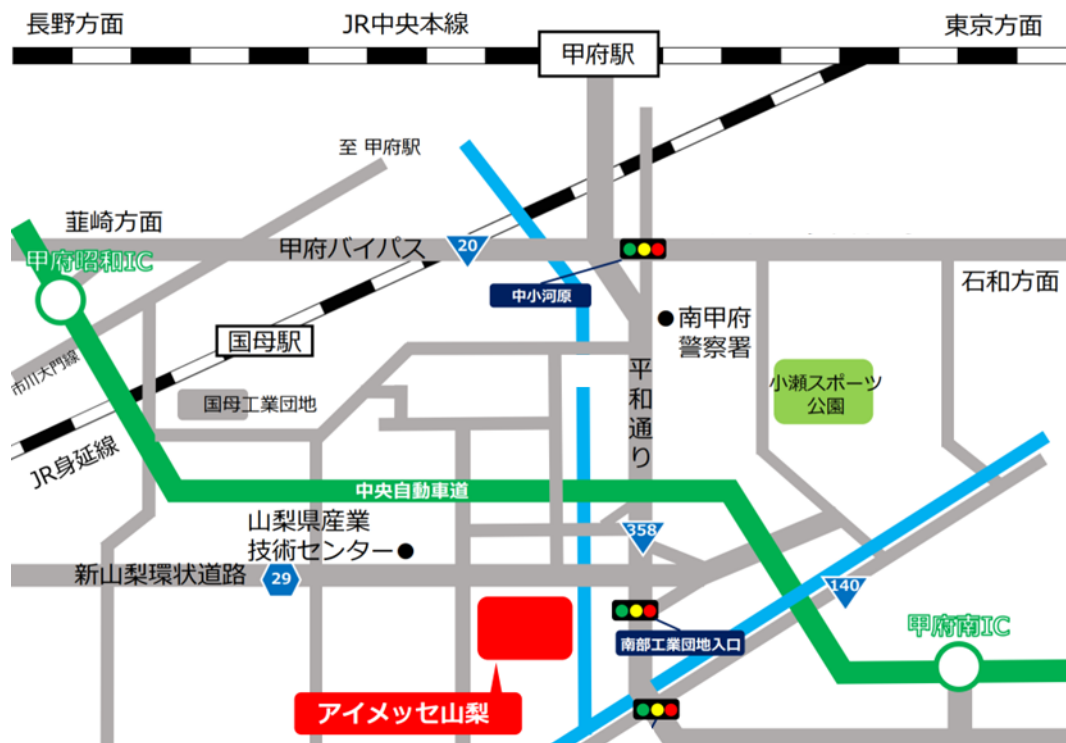 長野方面
JR中央本線
東京方面
甲府駅
至 甲府駅
韮崎方面
甲府バイパス
20
甲府昭和IC
中小河原
石和方面
南甲府
警察署
国母駅
市川大門線
平和通り
小瀬スポーツ
公園
国母工業団地
JR身延線
中央自動車道
山梨県産業
技術センター
358
新山梨環状道路
29
140
南部工業団地入口
甲府南IC
アイメッセ山梨